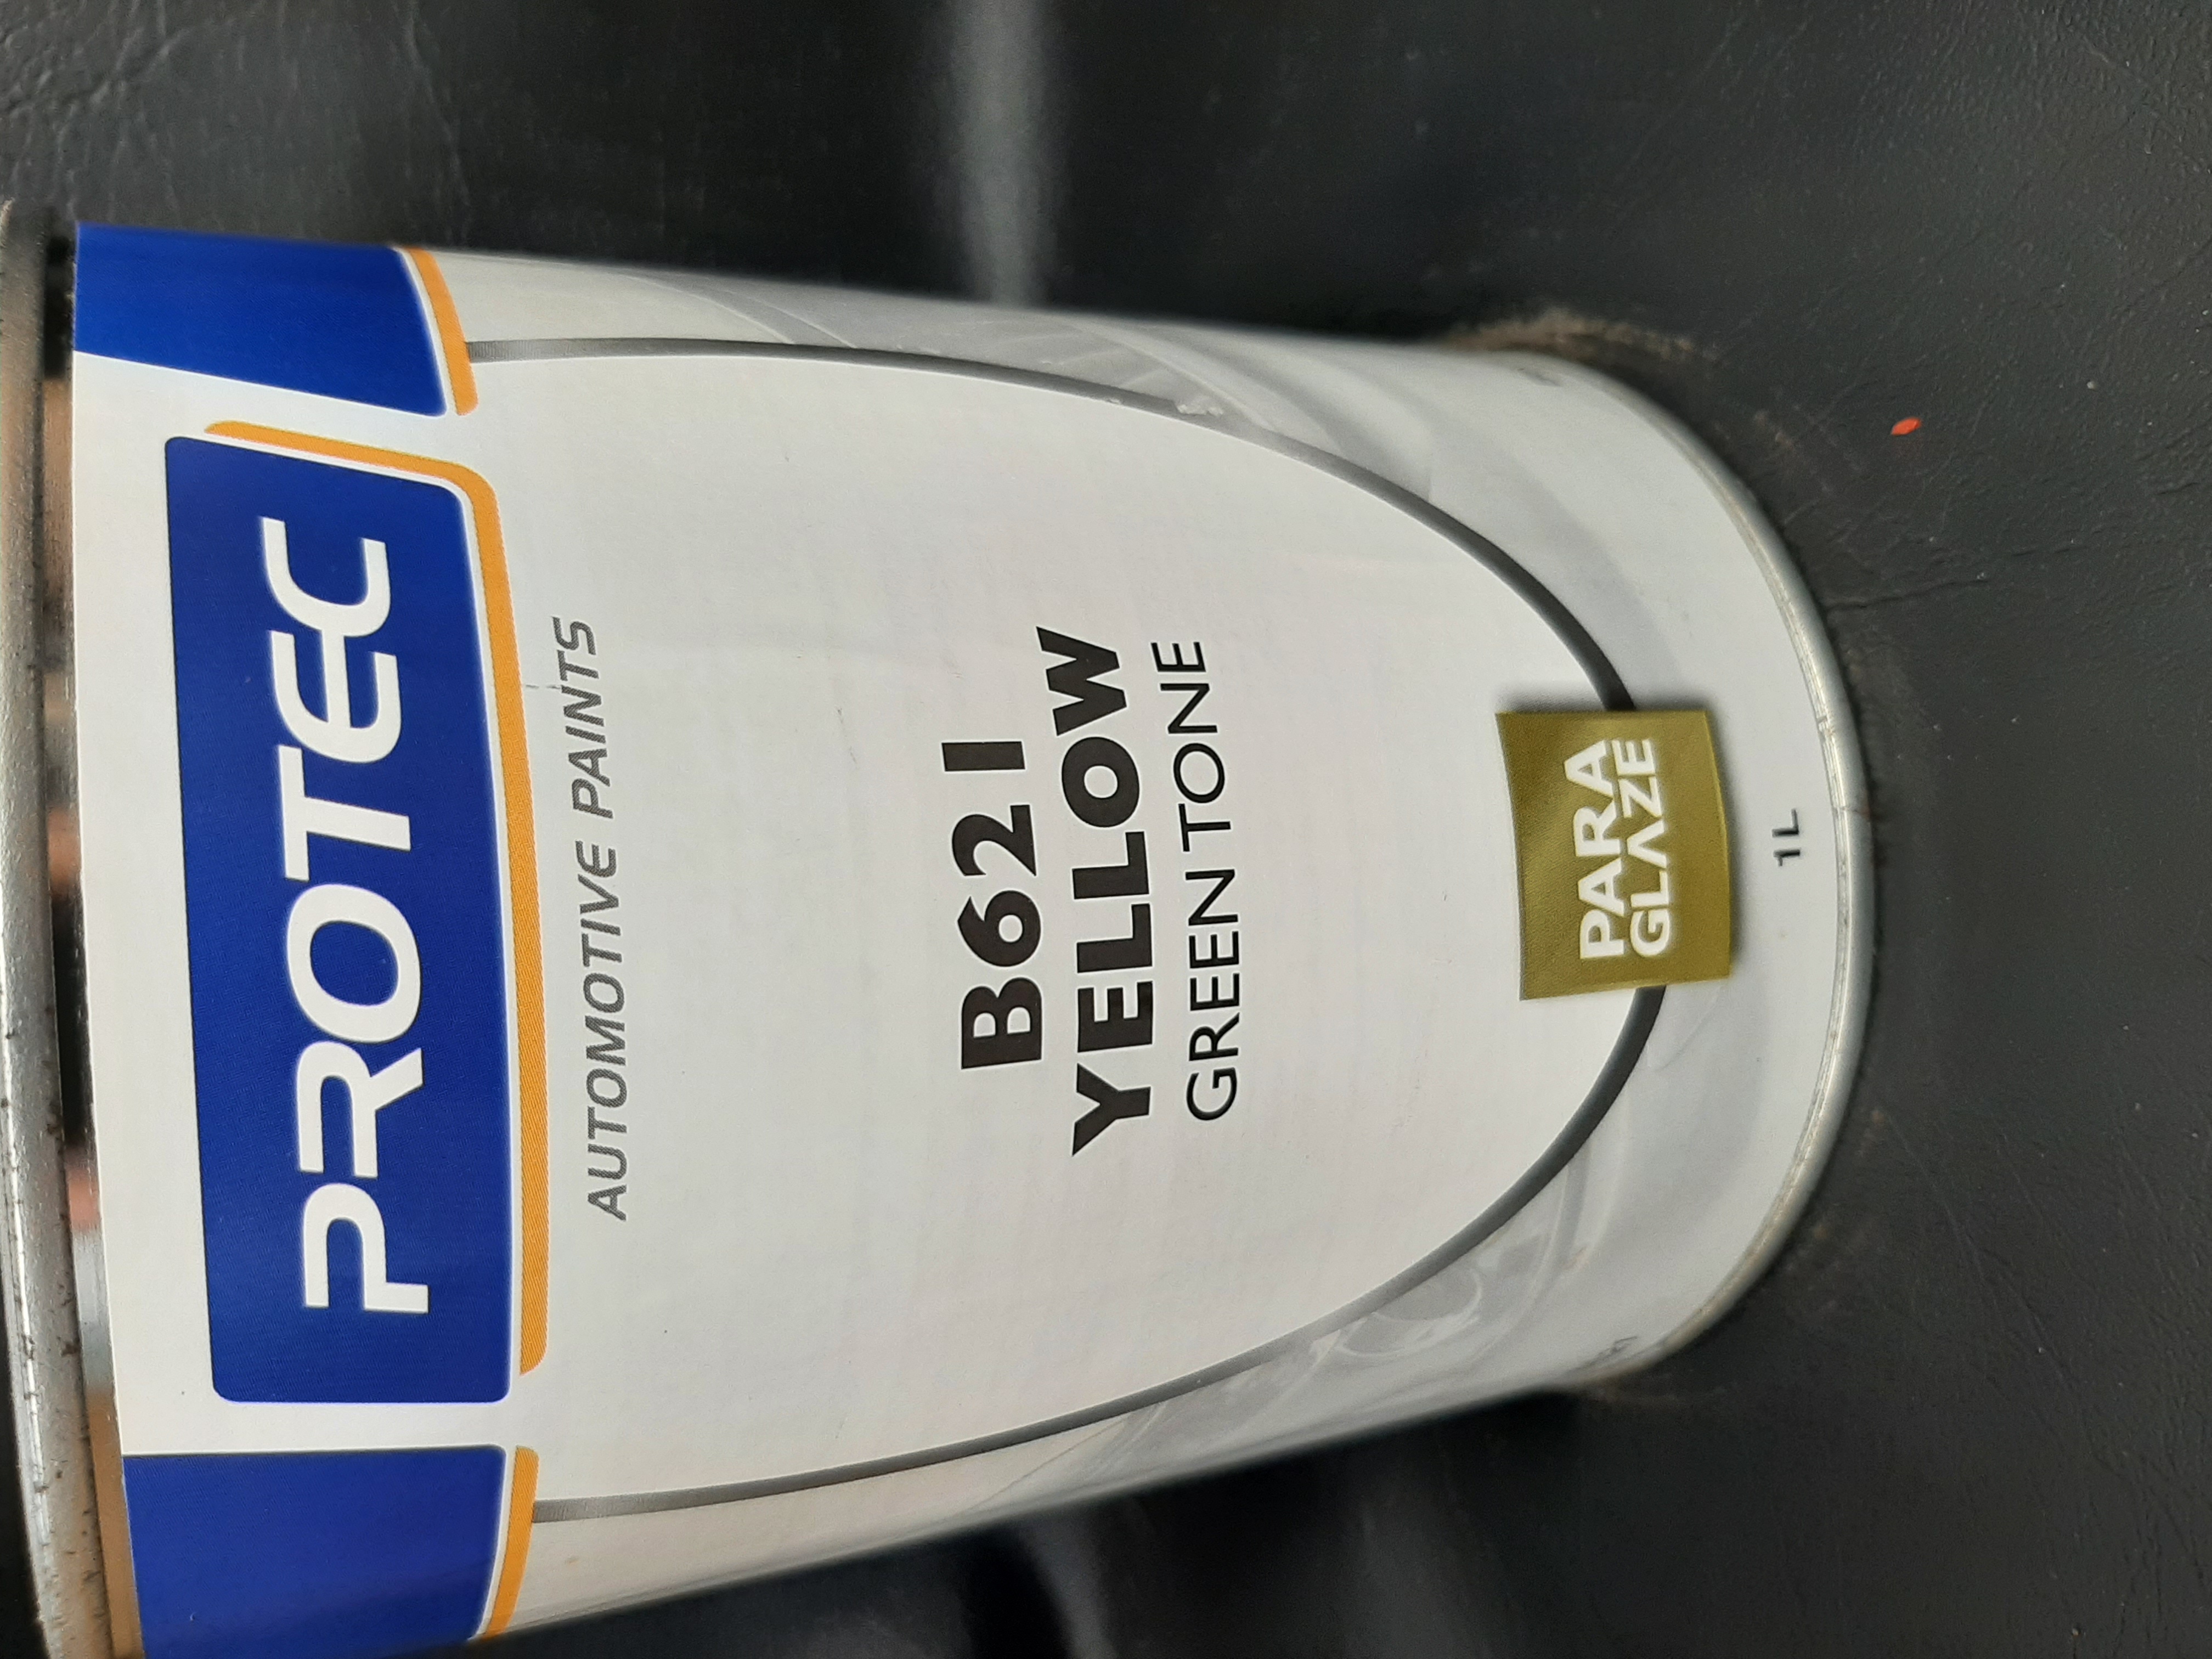 PROTEC
AUTOMOTIVE PAINTS
B621
YELLOW
GREEN TONE
PARA
GLAZE
1L